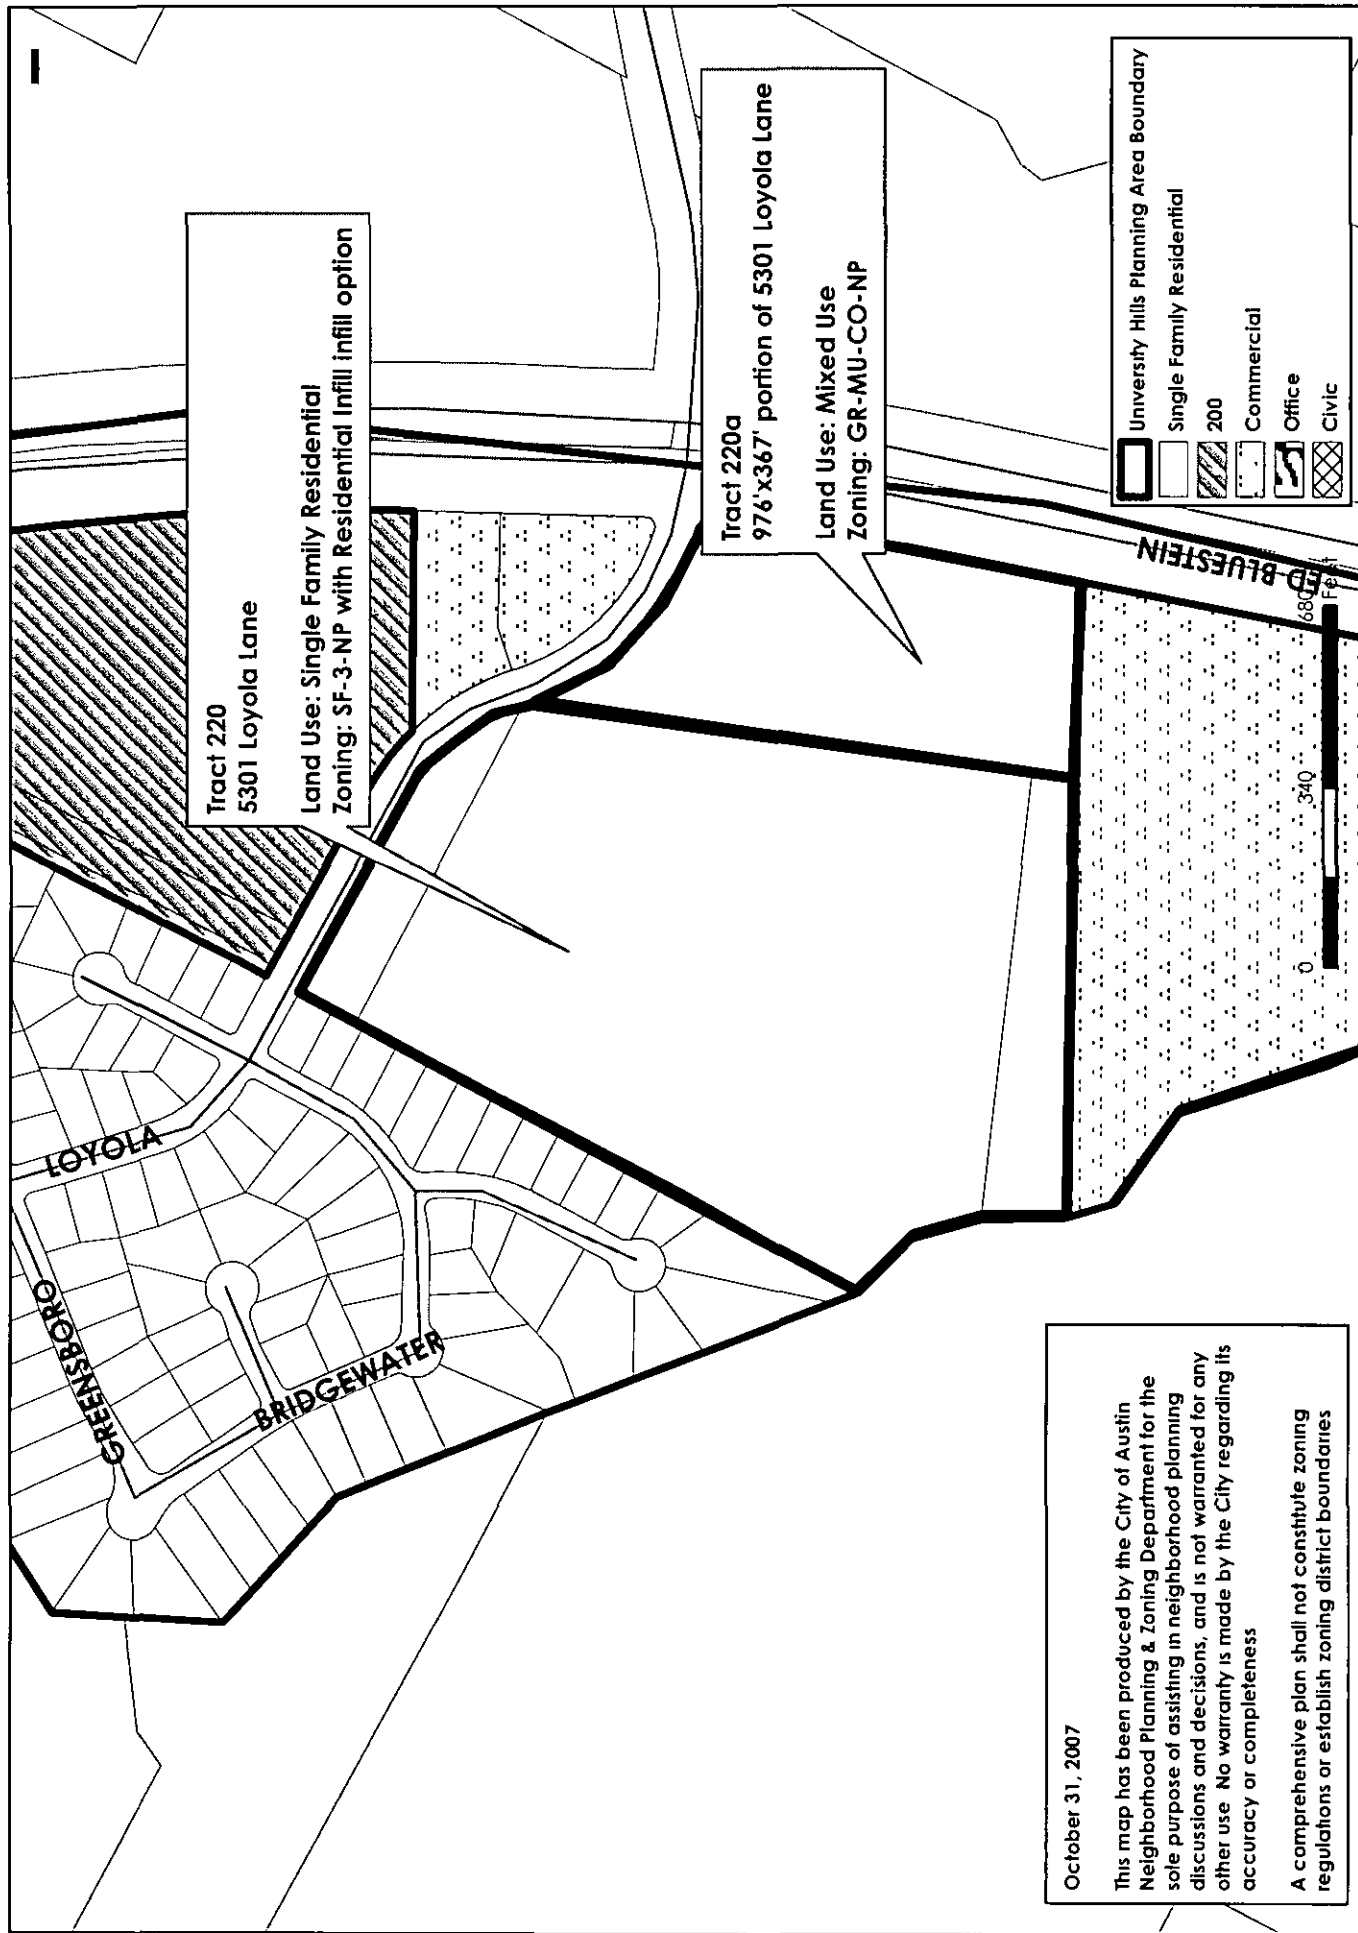 Tract 220
5301 Loyola Lane
Land Use: Single Family Residential
Zoning: SF-3-NP with Residential Infill infill option
Tract 220a
976'x367' portion of 5301 Loyola Lane
Land Use: Mixed Use
Zoning: GR-MU-CO-NP
LOYOLA
GREENSBORO
BRIDGEWATER
ED BLUESTEIN
University Hills Planning Area Boundary
Single Family Residential
200
Commercial
Office
Civic
0 340 680
Feet
October 31, 2007
This map has been produced by the City of Austin
Neighborhood Planning & Zoning Department for the
sole purpose of assisting in neighborhood planning
discussions and decisions, and is not warranted for any
other use No warranty is made by the City regarding its
accuracy or completeness
A comprehensive plan shall not constitute zoning
regulations or establish zoning district boundaries